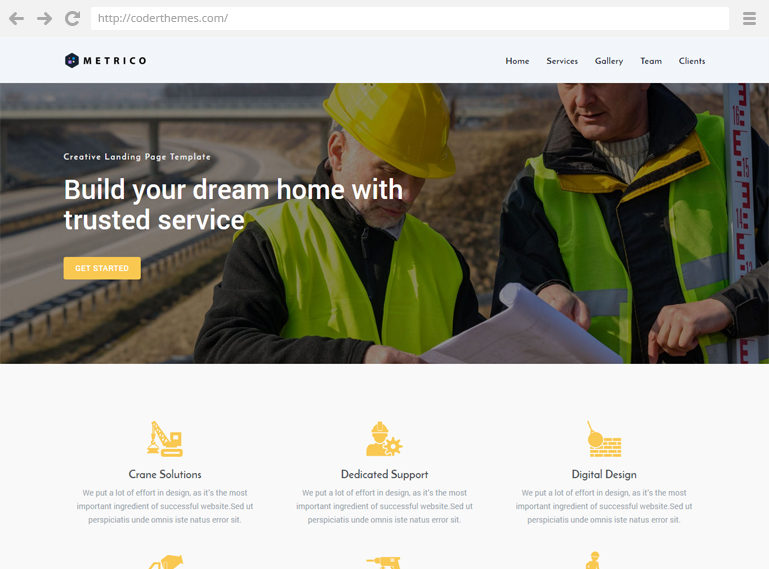 http://coderthemes.com/
METRICO
Home Services Gallery Team Clients
Creative Landing Page Template
Build your dream home with
trusted service
GET STARTED
Crane Solutions
We put a lot of effort in design, as it's the most
important ingredient of successful website.Sed ut
perspiciatis unde omnis iste natus error sit.
Dedicated Support
We put a lot of effort in design, as it's the most
important ingredient of successful website.Sed ut
perspiciatis unde omnis iste natus error sit.
Digital Design
We put a lot of effort in design, as it's the most
important ingredient of successful website.Sed ut
perspiciatis unde omnis iste natus error sit.